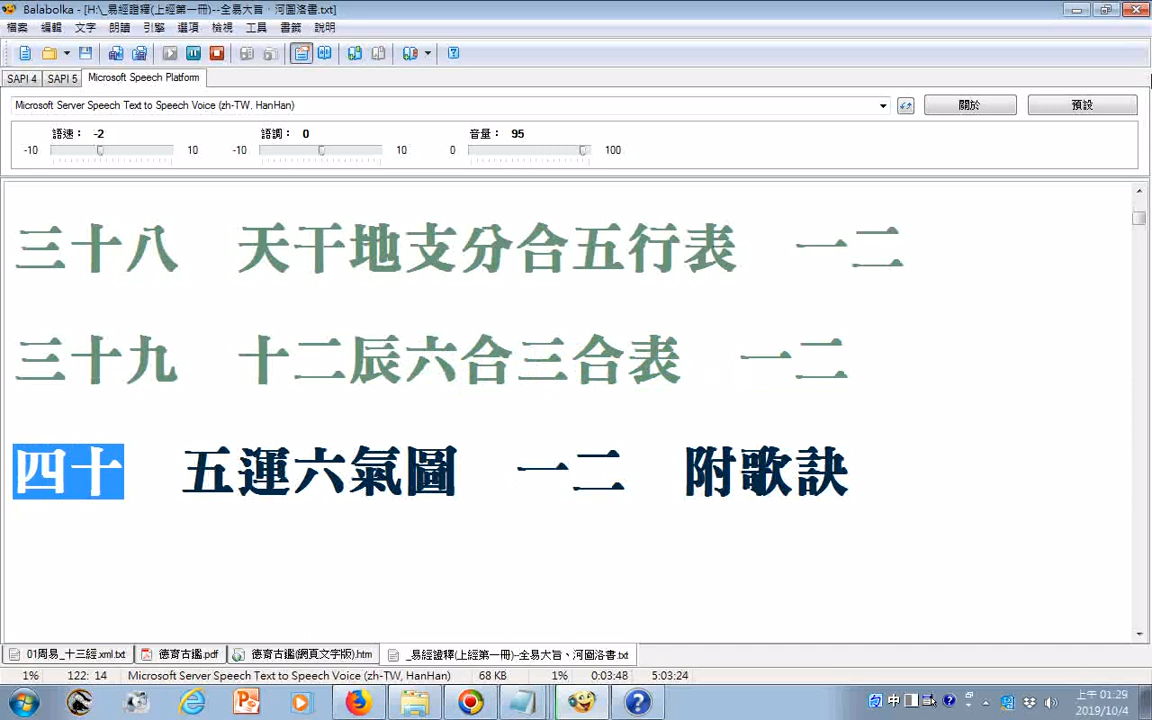 Balabolka - [H:\_易經證釋(上經第一冊)--全易大旨．河圖洛書.txt]
檔案 編輯 文字 朗讀 引擎 選項 檢視 工具 書籤 說明
SAPI 4 SAPI 5 Microsoft Speech Platform
Microsoft Server Speech Text to Speech Voice (zh-TW, HanHan) 關於 預設
語速： -2 語調： 0 音量： 95
-10 10 -10 10 0 100
三十八　天干地支分合五行表　一二
三十九　十二辰六合三合表　一二
四十　五運六氣圖　一二　附歌訣
01周易_十三經.xml.txt 德育古鑑.pdf 德育古鑑(網頁文字版).htm _易經證釋(上經第一冊)--全易大旨、河圖洛書.txt
1% 122: 14 Microsoft Server Speech Text to Speech Voice (zh-TW, HanHan) 68 KB 1% 0:03:48 5:03:24
中 上午 01:29
2019/10/4